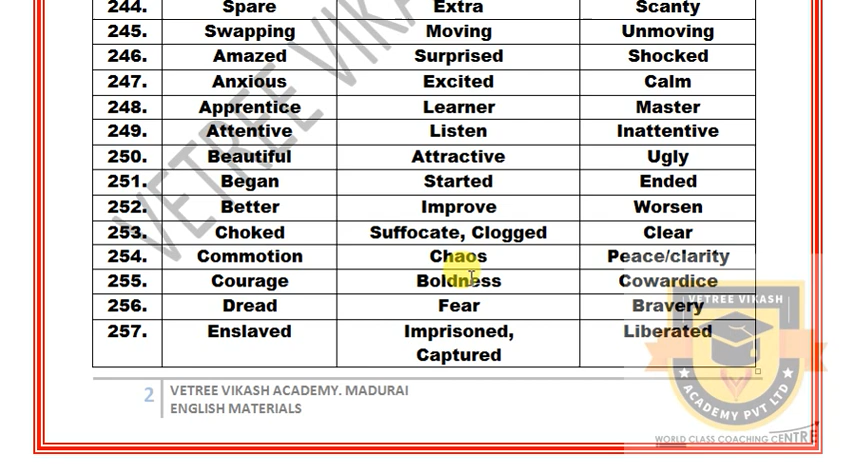 244. Spare Extra Scanty
245. Swapping Moving Unmoving
246. Amazed Surprised Shocked
247. Anxious Excited Calm
248. Apprentice Learner Master
249. Attentive Listen Inattentive
250. Beautiful Attractive Ugly
251. Began Started Ended
252. Better Improve Worsen
253. Choked Suffocate, Clogged Clear
254. Commotion Chaos Peace/clarity
255. Courage Boldness Cowardice
256. Dread Fear Bravery
257. Enslaved Imprisoned, Liberated
Captured
2 VETREE VIKASH ACADEMY. MADURAI
ENGLISH MATERIALS
VETREE VIKA
VETREE VIKASH
ACADEMY PVT LTD
WORLD CLASS COACHING CENTRE